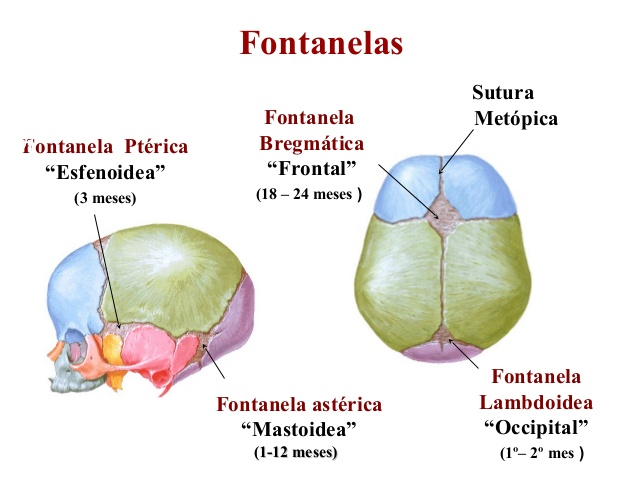 Fontanelas
Sutura
Metópica
Fontanela
Bregmática
“Frontal”
(18 – 24 meses )
Fontanela Ptérica
“Esfenoidea”
(3 meses)
Fontanela astérica
“Mastoidea”
(1-12 meses)
Fontanela
Lambdoidea
“Occipital”
(1º– 2º mes )